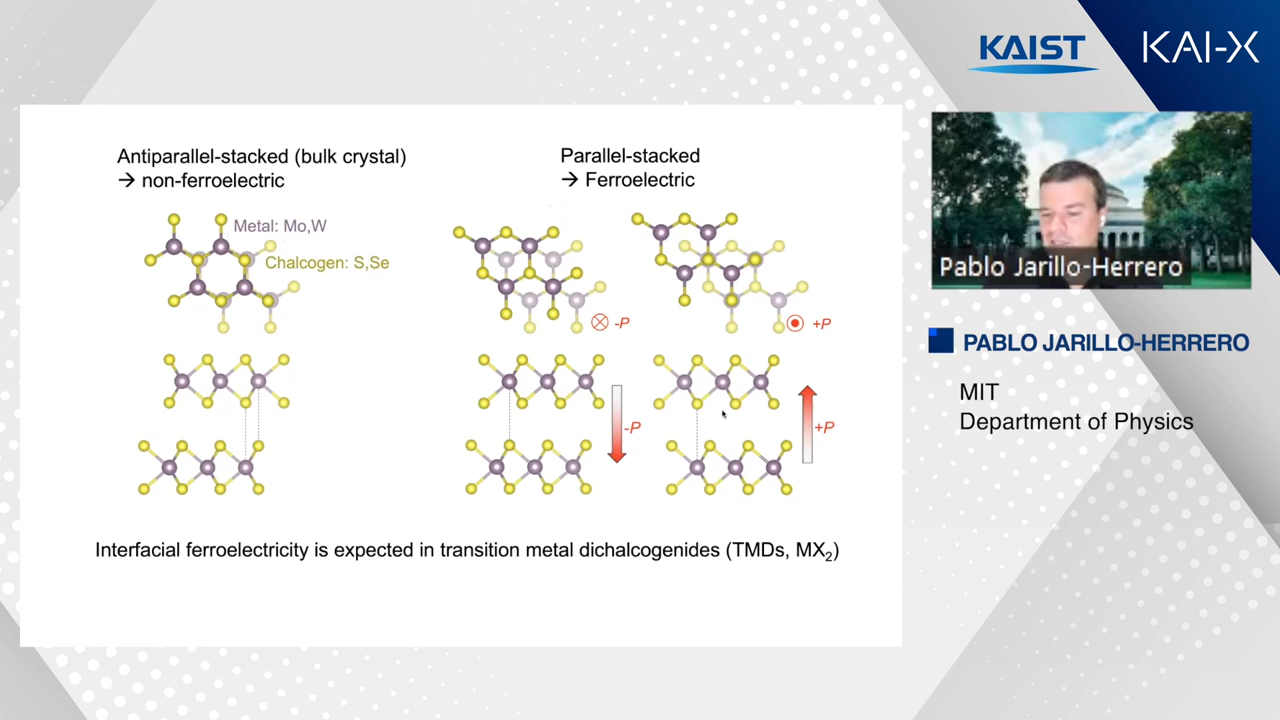 KAIST
KAI-X
Antiparallel-stacked (bulk crystal)
→ non-ferroelectric
Metal: Mo,W
Chalcogen: S,Se
Parallel-stacked
→ Ferroelectric
-P
+P
-P
+P
Interfacial ferroelectricity is expected in transition metal dichalcogenides (TMDs, MX₂)
Pablo Jarillo-Herrero
PABLO JARILLO-HERRERO
MIT
Department of Physics